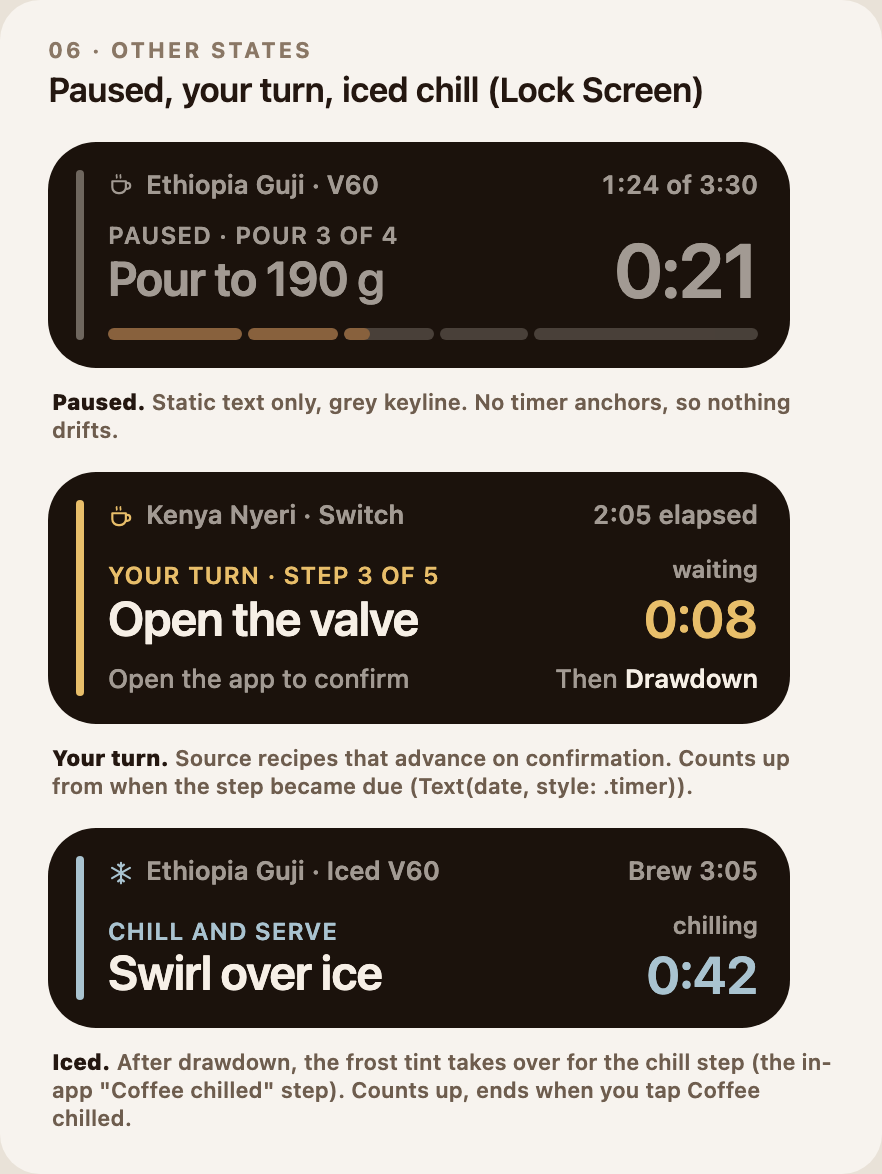 06 · OTHER STATES
Paused, your turn, iced chill (Lock Screen)
Ethiopia Guji · V60 1:24 of 3:30
PAUSED · POUR 3 OF 4
Pour to 190 g 0:21
Paused. Static text only, grey keyline. No timer anchors, so nothing
drifts.
Kenya Nyeri · Switch 2:05 elapsed
YOUR TURN · STEP 3 OF 5 waiting
Open the valve 0:08
Open the app to confirm Then Drawdown
Your turn. Source recipes that advance on confirmation. Counts up
from when the step became due (Text(date, style: .timer)).
Ethiopia Guji · Iced V60 Brew 3:05
CHILL AND SERVE chilling
Swirl over ice 0:42
Iced. After drawdown, the frost tint takes over for the chill step (the in-
app "Coffee chilled" step). Counts up, ends when you tap Coffee
chilled.